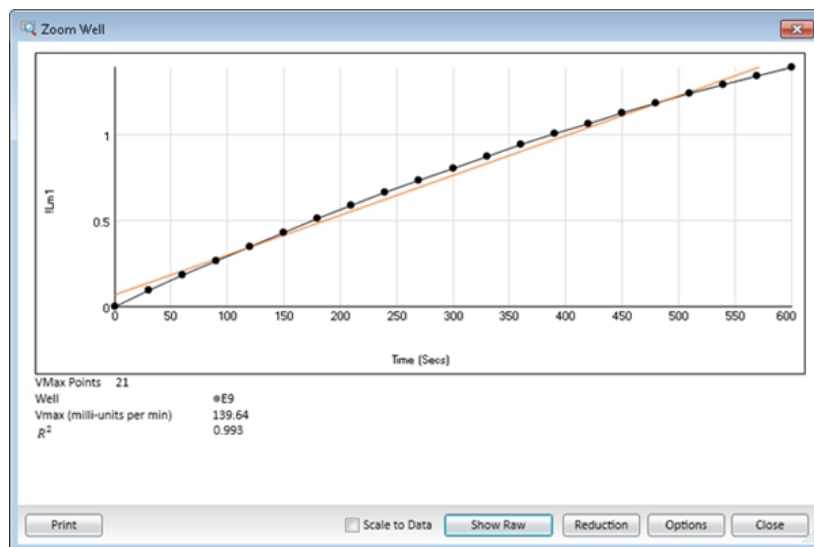 Zoom Well
1
0.5
0
!Lm1
0 50 100 150 200 250 300 350 400 450 500 550 600
Time (Secs)
VMax Points 21
Well E9
Vmax (milli-units per min) 139.64
R² 0.993
Print Scale to Data Show Raw Reduction Options Close